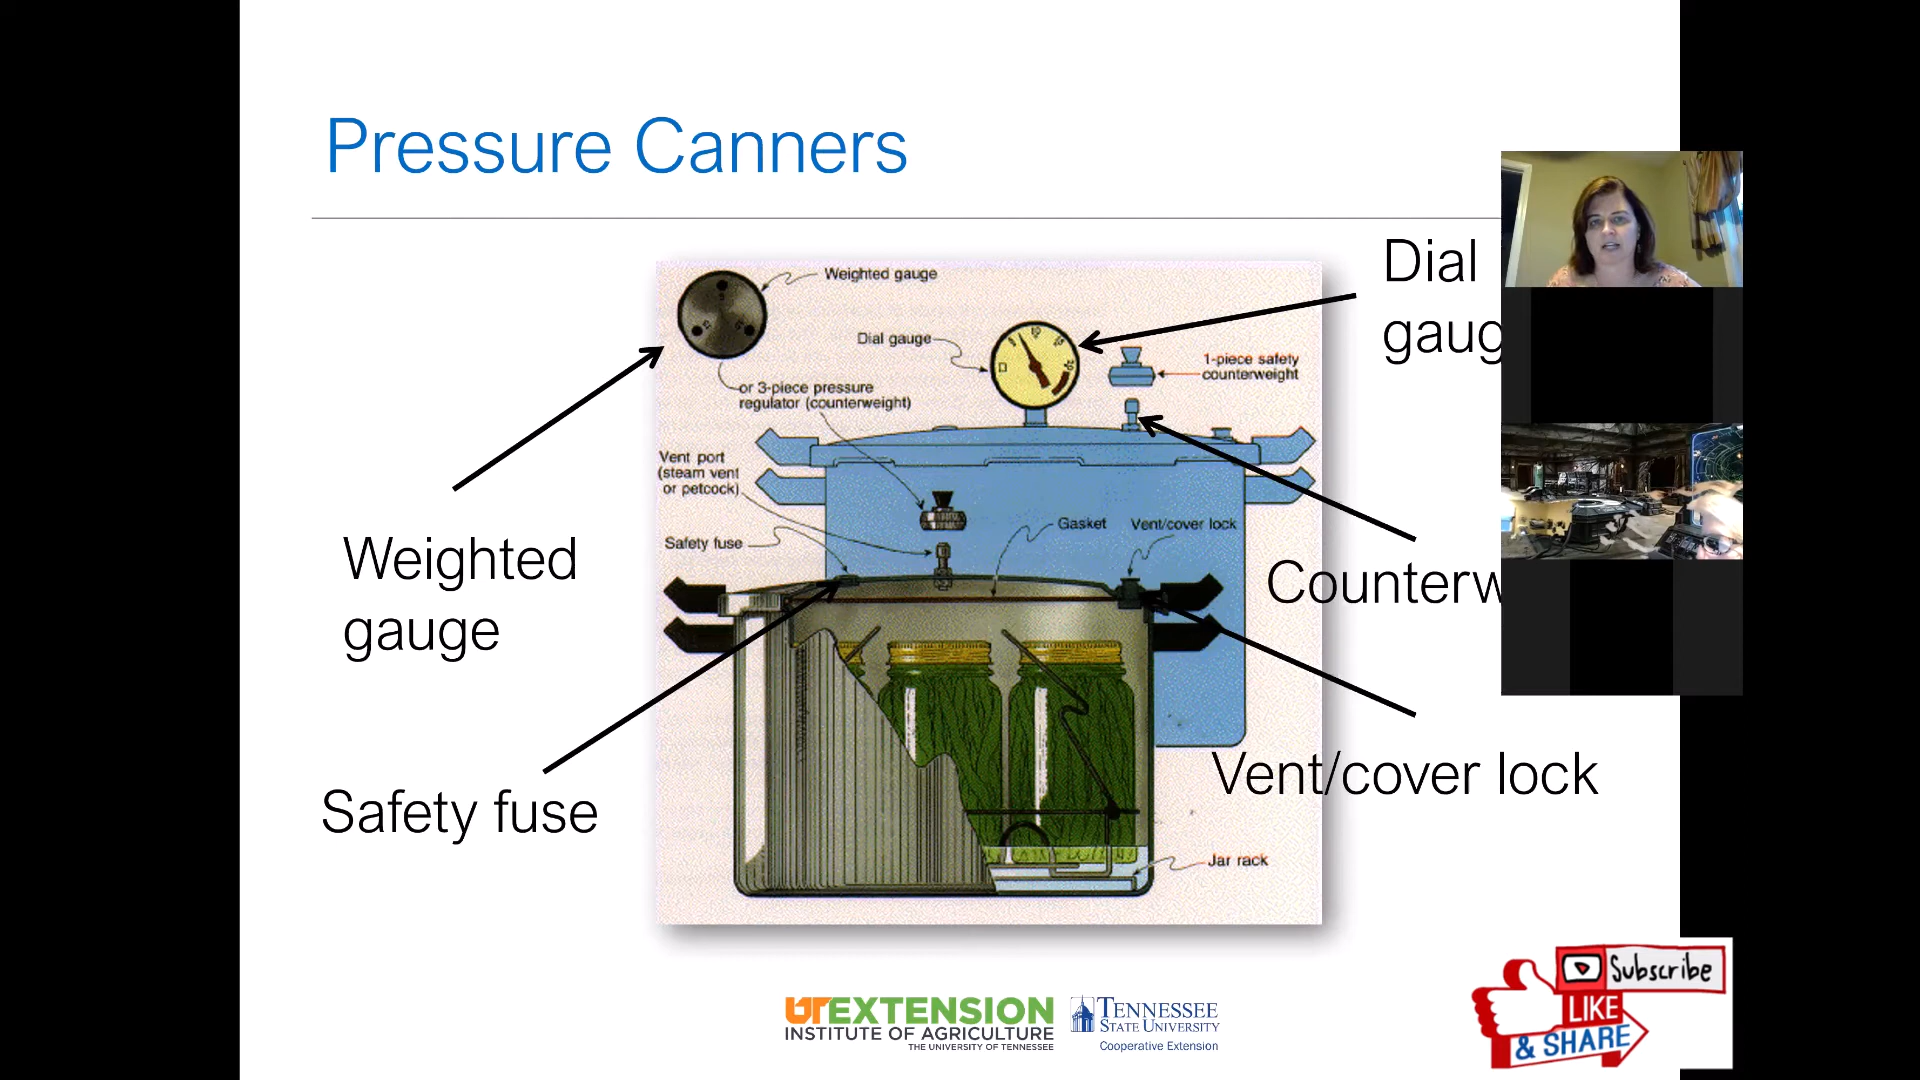 Pressure Canners
Weighted gauge
Dial gauge
1-piece safety
counterweight
or 3-piece pressure
regulator (counterweight)
Vent port
(steam vent
or petcock)
Safety fuse
Gasket
Vent/cover lock
Jar rack
Dial
gaug
Weighted
gauge
Counterw
Vent/cover lock
Safety fuse
UT EXTENSION
INSTITUTE OF AGRICULTURE
THE UNIVERSITY OF TENNESSEE
TENNESSEE
STATE UNIVERSITY
Cooperative Extension
Subscribe
LIKE
& SHARE